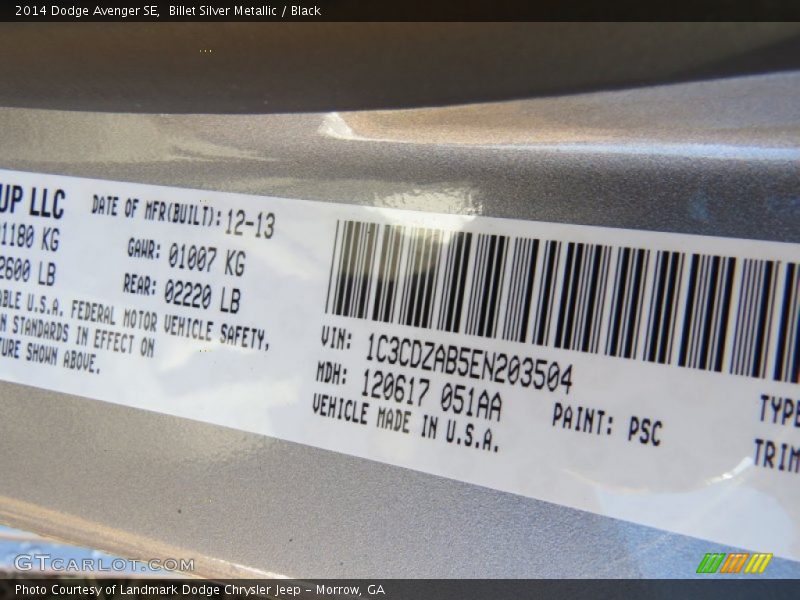 2014 Dodge Avenger SE,  Billet Silver Metallic / Black
UP LLC
DATE OF MFR(BUILT): 12-13
1180 KG
GAWR: 01007 KG
2600 LB
REAR: 02220 LB
ABLE U.S.A. FEDERAL MOTOR VEHICLE SAFETY,
N STANDARDS IN EFFECT ON
TURE SHOWN ABOVE.
VIN: 1C3CDZAB5EN203504
MDH: 120617 051AA
PAINT: PSC
VEHICLE MADE IN U.S.A.
TYPE
TRIM
GTCARLOT.COM
Photo Courtesy of Landmark Dodge Chrysler Jeep – Morrow, GA